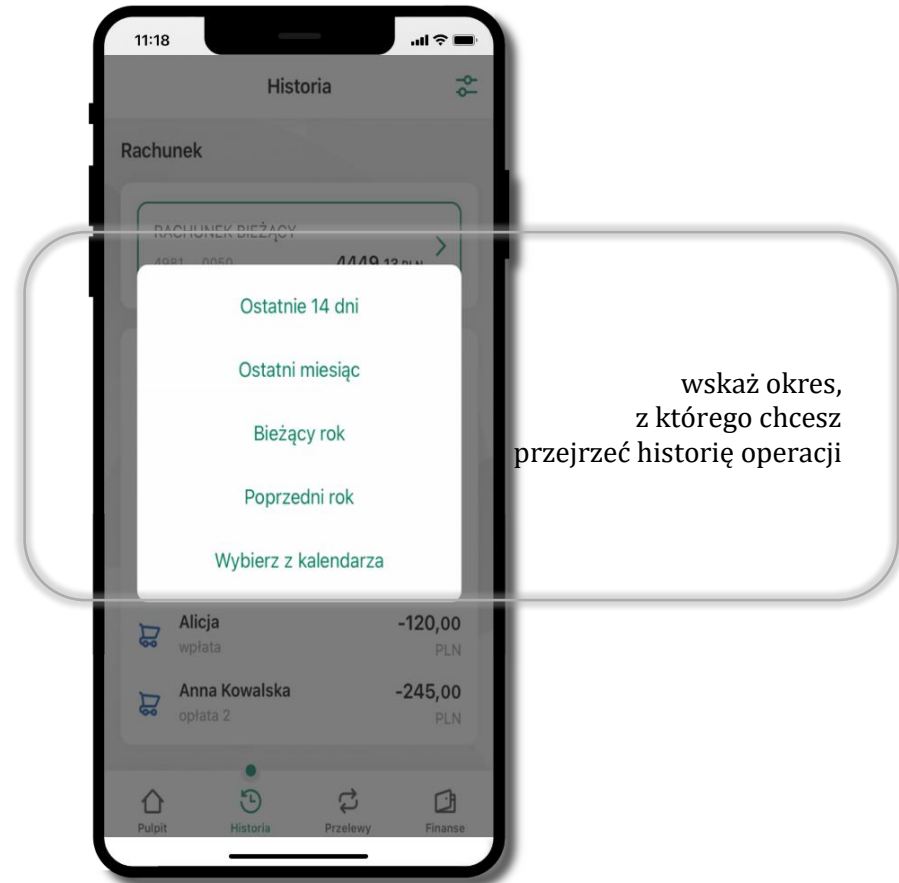 11:18
Historia
Rachunek
RACHUNEK BIEŻĄCY
4981 ... 0050 4449,13 PLN
Ostatnie 14 dni
Ostatni miesiąc
Bieżący rok
Poprzedni rok
Wybierz z kalendarza
wskaż okres,
z którego chcesz
przejrzeć historię operacji
Alicja -120,00
wpłata PLN
Anna Kowalska -245,00
opłata 2 PLN
Pulpit Historia Przelewy Finanse